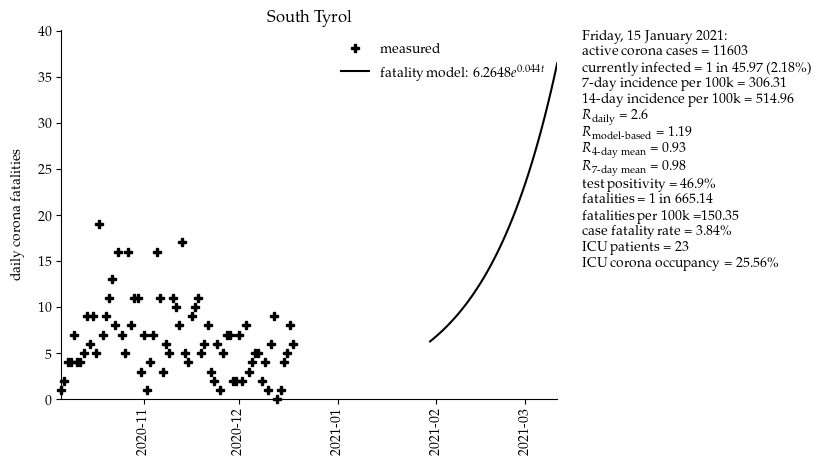 South Tyrol
measured
fatality model: 6.2648e^0.044t
daily corona fatalities
40
35
30
25
20
15
10
5
0
2020-11
2020-12
2021-01
2021-02
2021-03
Friday, 15 January 2021:
active corona cases = 11603
currently infected = 1 in 45.97 (2.18%)
7-day incidence per 100k = 306.31
14-day incidence per 100k = 514.96
R_daily = 2.6
R_model-based = 1.19
R_4-day mean = 0.93
R_7-day mean = 0.98
test positivity = 46.9%
fatalities = 1 in 665.14
fatalities per 100k =150.35
case fatality rate = 3.84%
ICU patients = 23
ICU corona occupancy = 25.56%